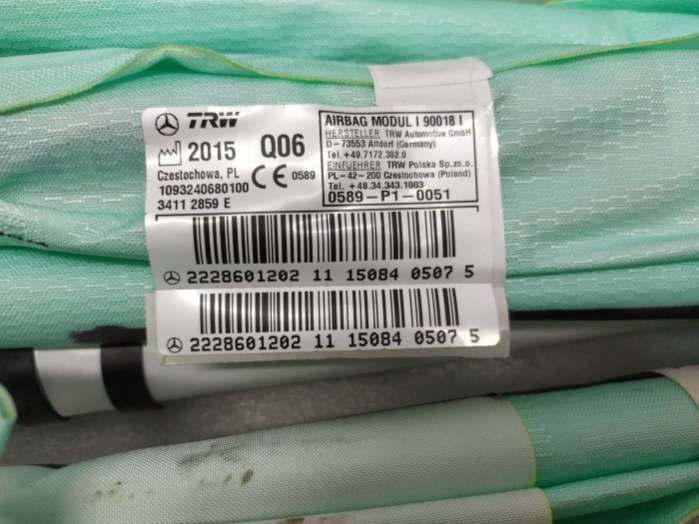 TRW
2015 Q06
Czestochowa, PL
1093240680100
3411 2859 E
CE 0589
AIRBAG MODUL I 90018 I
HERSTELLER TRW Automotive GmbH
D-73553 Alfdorf (Germany)
Tel.+49.7172.302.0
EINFUEHRER TRW Polska Sp.zo.o.
PL-42-200 Czestochowa (Poland)
Tel.+48.34.343.1003
0589-P1-0051
2228601202 11 15084 0507 5
2228601202 11 15084 0507 5